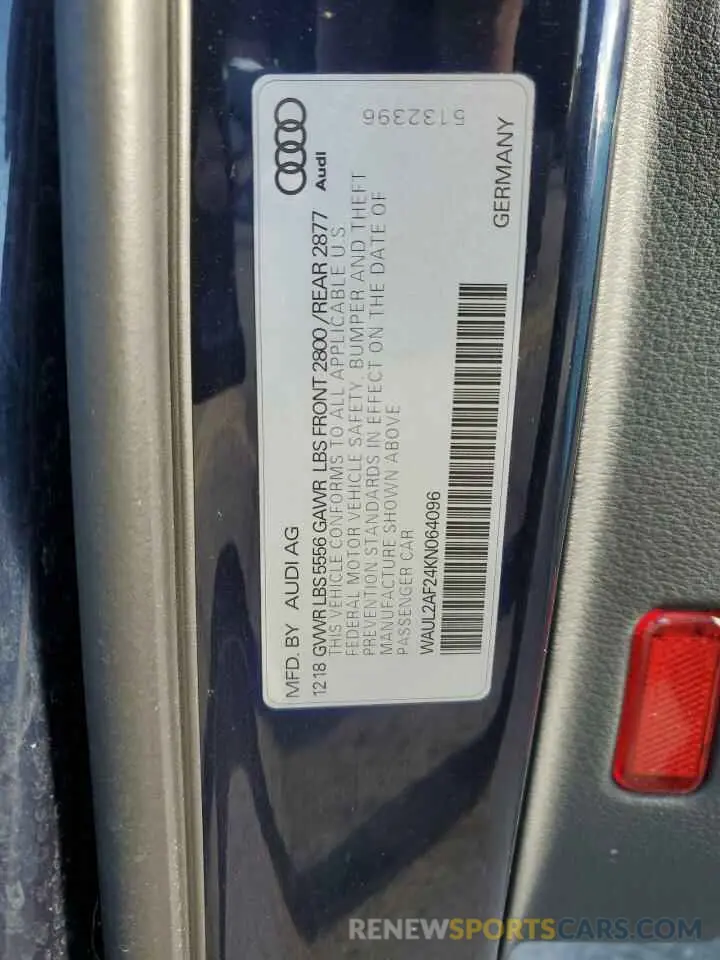 MFD. BY AUDI AG
Audi
12 18 GVWR LBS 5556 GAWR LBS FRONT 2800 /REAR 2877
THIS VEHICLE CONFORMS TO ALL APPLICABLE U.S.
FEDERAL MOTOR VEHICLE SAFETY, BUMPER AND THEFT
PREVENTION STANDARDS IN EFFECT ON THE DATE OF
MANUFACTURE SHOWN ABOVE
PASSENGER CAR
5132396
WAUL2AF24KN064096
GERMANY
RENEWSPORTSCARS.COM